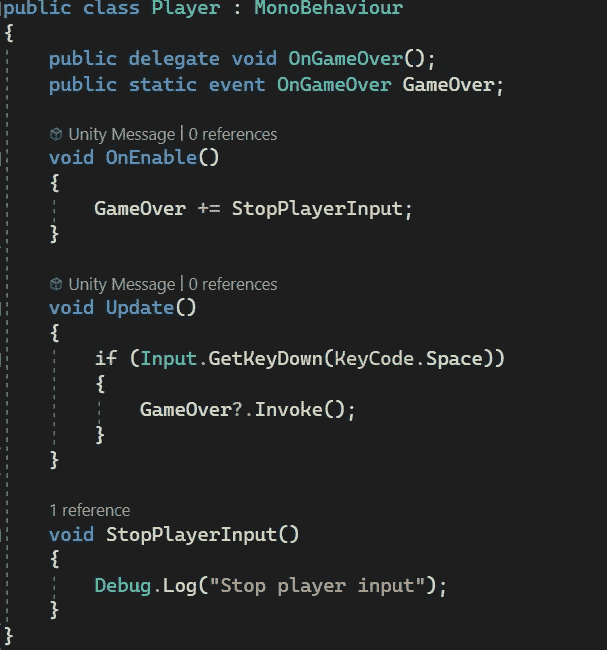 public class Player : MonoBehaviour
{
public delegate void OnGameOver();
public static event OnGameOver GameOver;
Unity Message | 0 references
void OnEnable()
{
GameOver += StopPlayerInput;
}
Unity Message | 0 references
void Update()
{
if (Input.GetKeyDown(KeyCode.Space))
{
GameOver?.Invoke();
}
}
1 reference
void StopPlayerInput()
{
Debug.Log("Stop player input");
}
}